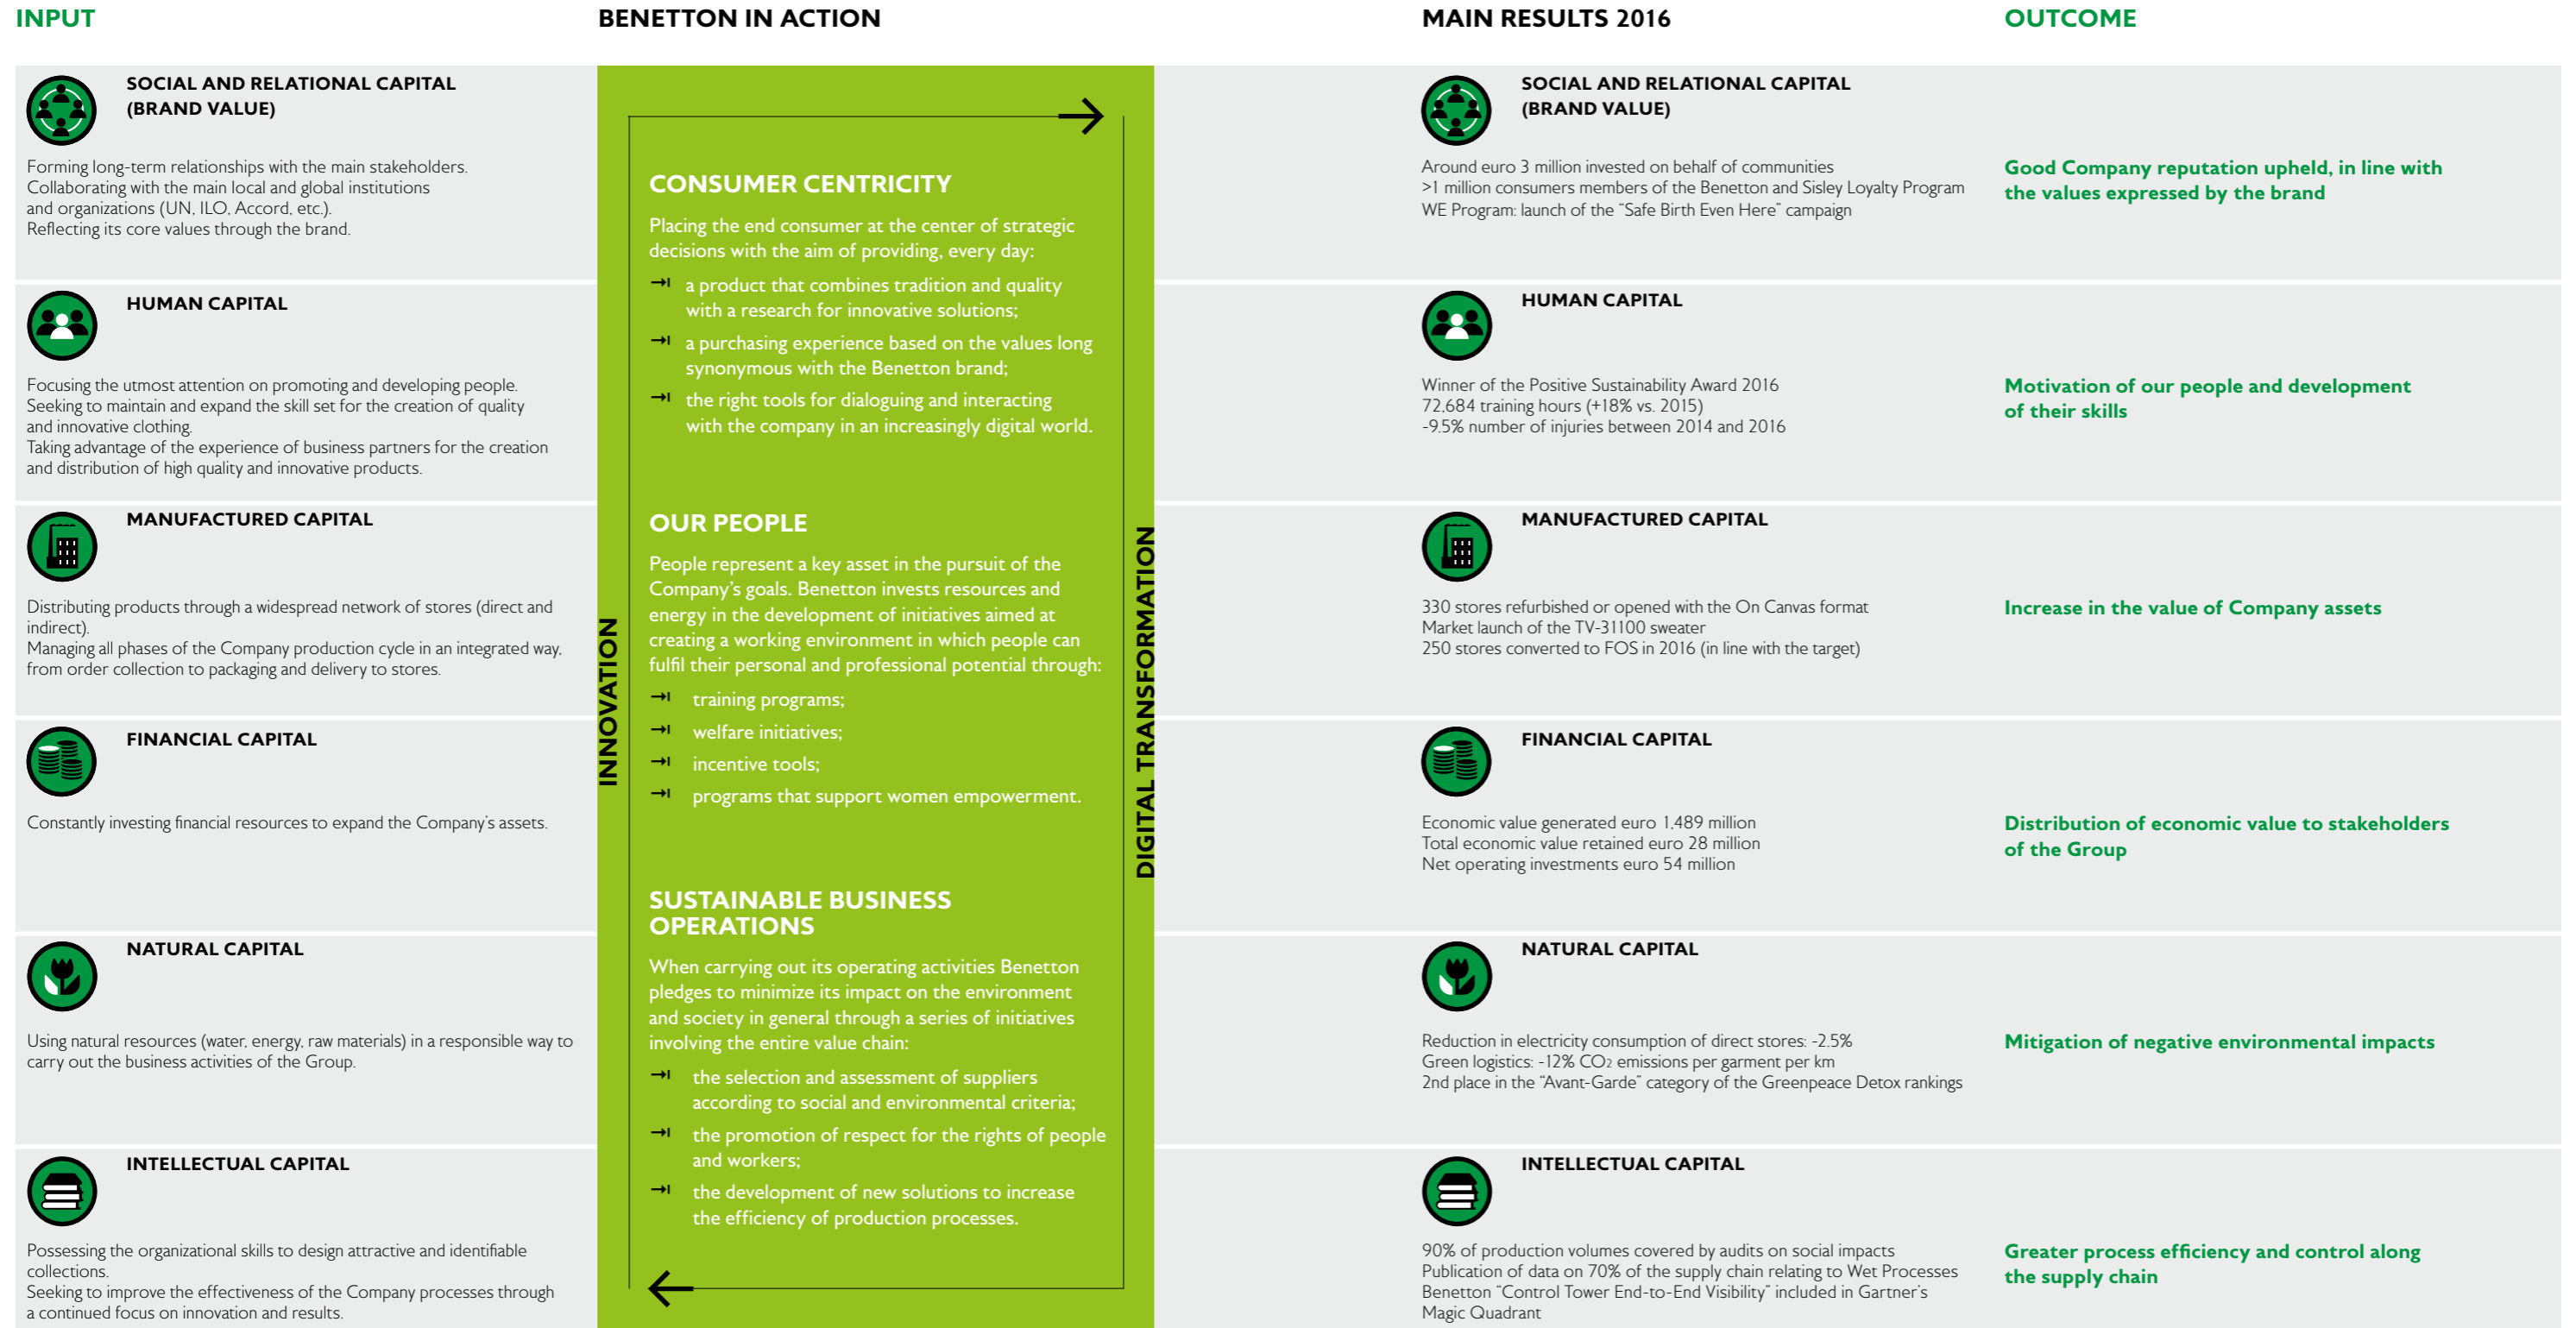 INPUT
BENETTON IN ACTION
MAIN RESULTS 2016
OUTCOME
SOCIAL AND RELATIONAL CAPITAL
(BRAND VALUE)
Forming long-term relationships with the main stakeholders.
Collaborating with the main local and global institutions
and organizations (UN, ILO, Accord, etc.).
Reflecting its core values through the brand.
HUMAN CAPITAL
Focusing the utmost attention on promoting and developing people.
Seeking to maintain and expand the skill set for the creation of quality
and innovative clothing.
Taking advantage of the experience of business partners for the creation
and distribution of high quality and innovative products.
MANUFACTURED CAPITAL
Distributing products through a widespread network of stores (direct and
indirect).
Managing all phases of the Company production cycle in an integrated way,
from order collection to packaging and delivery to stores.
FINANCIAL CAPITAL
Constantly investing financial resources to expand the Company's assets.
NATURAL CAPITAL
Using natural resources (water, energy, raw materials) in a responsible way to
carry out the business activities of the Group.
INTELLECTUAL CAPITAL
Possessing the organizational skills to design attractive and identifiable
collections.
Seeking to improve the effectiveness of the Company processes through
a continued focus on innovation and results.
INNOVATION
CONSUMER CENTRICITY
Placing the end consumer at the center of strategic
decisions with the aim of providing, every day:
a product that combines tradition and quality
with a research for innovative solutions;
a purchasing experience based on the values long
synonymous with the Benetton brand;
the right tools for dialoguing and interacting
with the company in an increasingly digital world.
OUR PEOPLE
People represent a key asset in the pursuit of the
Company's goals. Benetton invests resources and
energy in the development of initiatives aimed at
creating a working environment in which people can
fulfil their personal and professional potential through:
training programs;
welfare initiatives;
incentive tools;
programs that support women empowerment.
SUSTAINABLE BUSINESS
OPERATIONS
When carrying out its operating activities Benetton
pledges to minimize its impact on the environment
and society in general through a series of initiatives
involving the entire value chain:
the selection and assessment of suppliers
according to social and environmental criteria;
the promotion of respect for the rights of people
and workers;
the development of new solutions to increase
the efficiency of production processes.
DIGITAL TRANSFORMATION
SOCIAL AND RELATIONAL CAPITAL
(BRAND VALUE)
Around euro 3 million invested on behalf of communities
>1 million consumers members of the Benetton and Sisley Loyalty Program
WE Program: launch of the "Safe Birth Even Here" campaign
Good Company reputation upheld, in line with
the values expressed by the brand
HUMAN CAPITAL
Winner of the Positive Sustainability Award 2016
72,684 training hours (+18% vs. 2015)
-9.5% number of injuries between 2014 and 2016
Motivation of our people and development
of their skills
MANUFACTURED CAPITAL
330 stores refurbished or opened with the On Canvas format
Market launch of the TV-31100 sweater
250 stores converted to FOS in 2016 (in line with the target)
Increase in the value of Company assets
FINANCIAL CAPITAL
Economic value generated euro 1,489 million
Total economic value retained euro 28 million
Net operating investments euro 54 million
Distribution of economic value to stakeholders
of the Group
NATURAL CAPITAL
Reduction in electricity consumption of direct stores: -2.5%
Green logistics: -12% CO2 emissions per garment per km
2nd place in the "Avant-Garde" category of the Greenpeace Detox rankings
Mitigation of negative environmental impacts
INTELLECTUAL CAPITAL
90% of production volumes covered by audits on social impacts
Publication of data on 70% of the supply chain relating to Wet Processes
Benetton "Control Tower End-to-End Visibility" included in Gartner's
Magic Quadrant
Greater process efficiency and control along
the supply chain